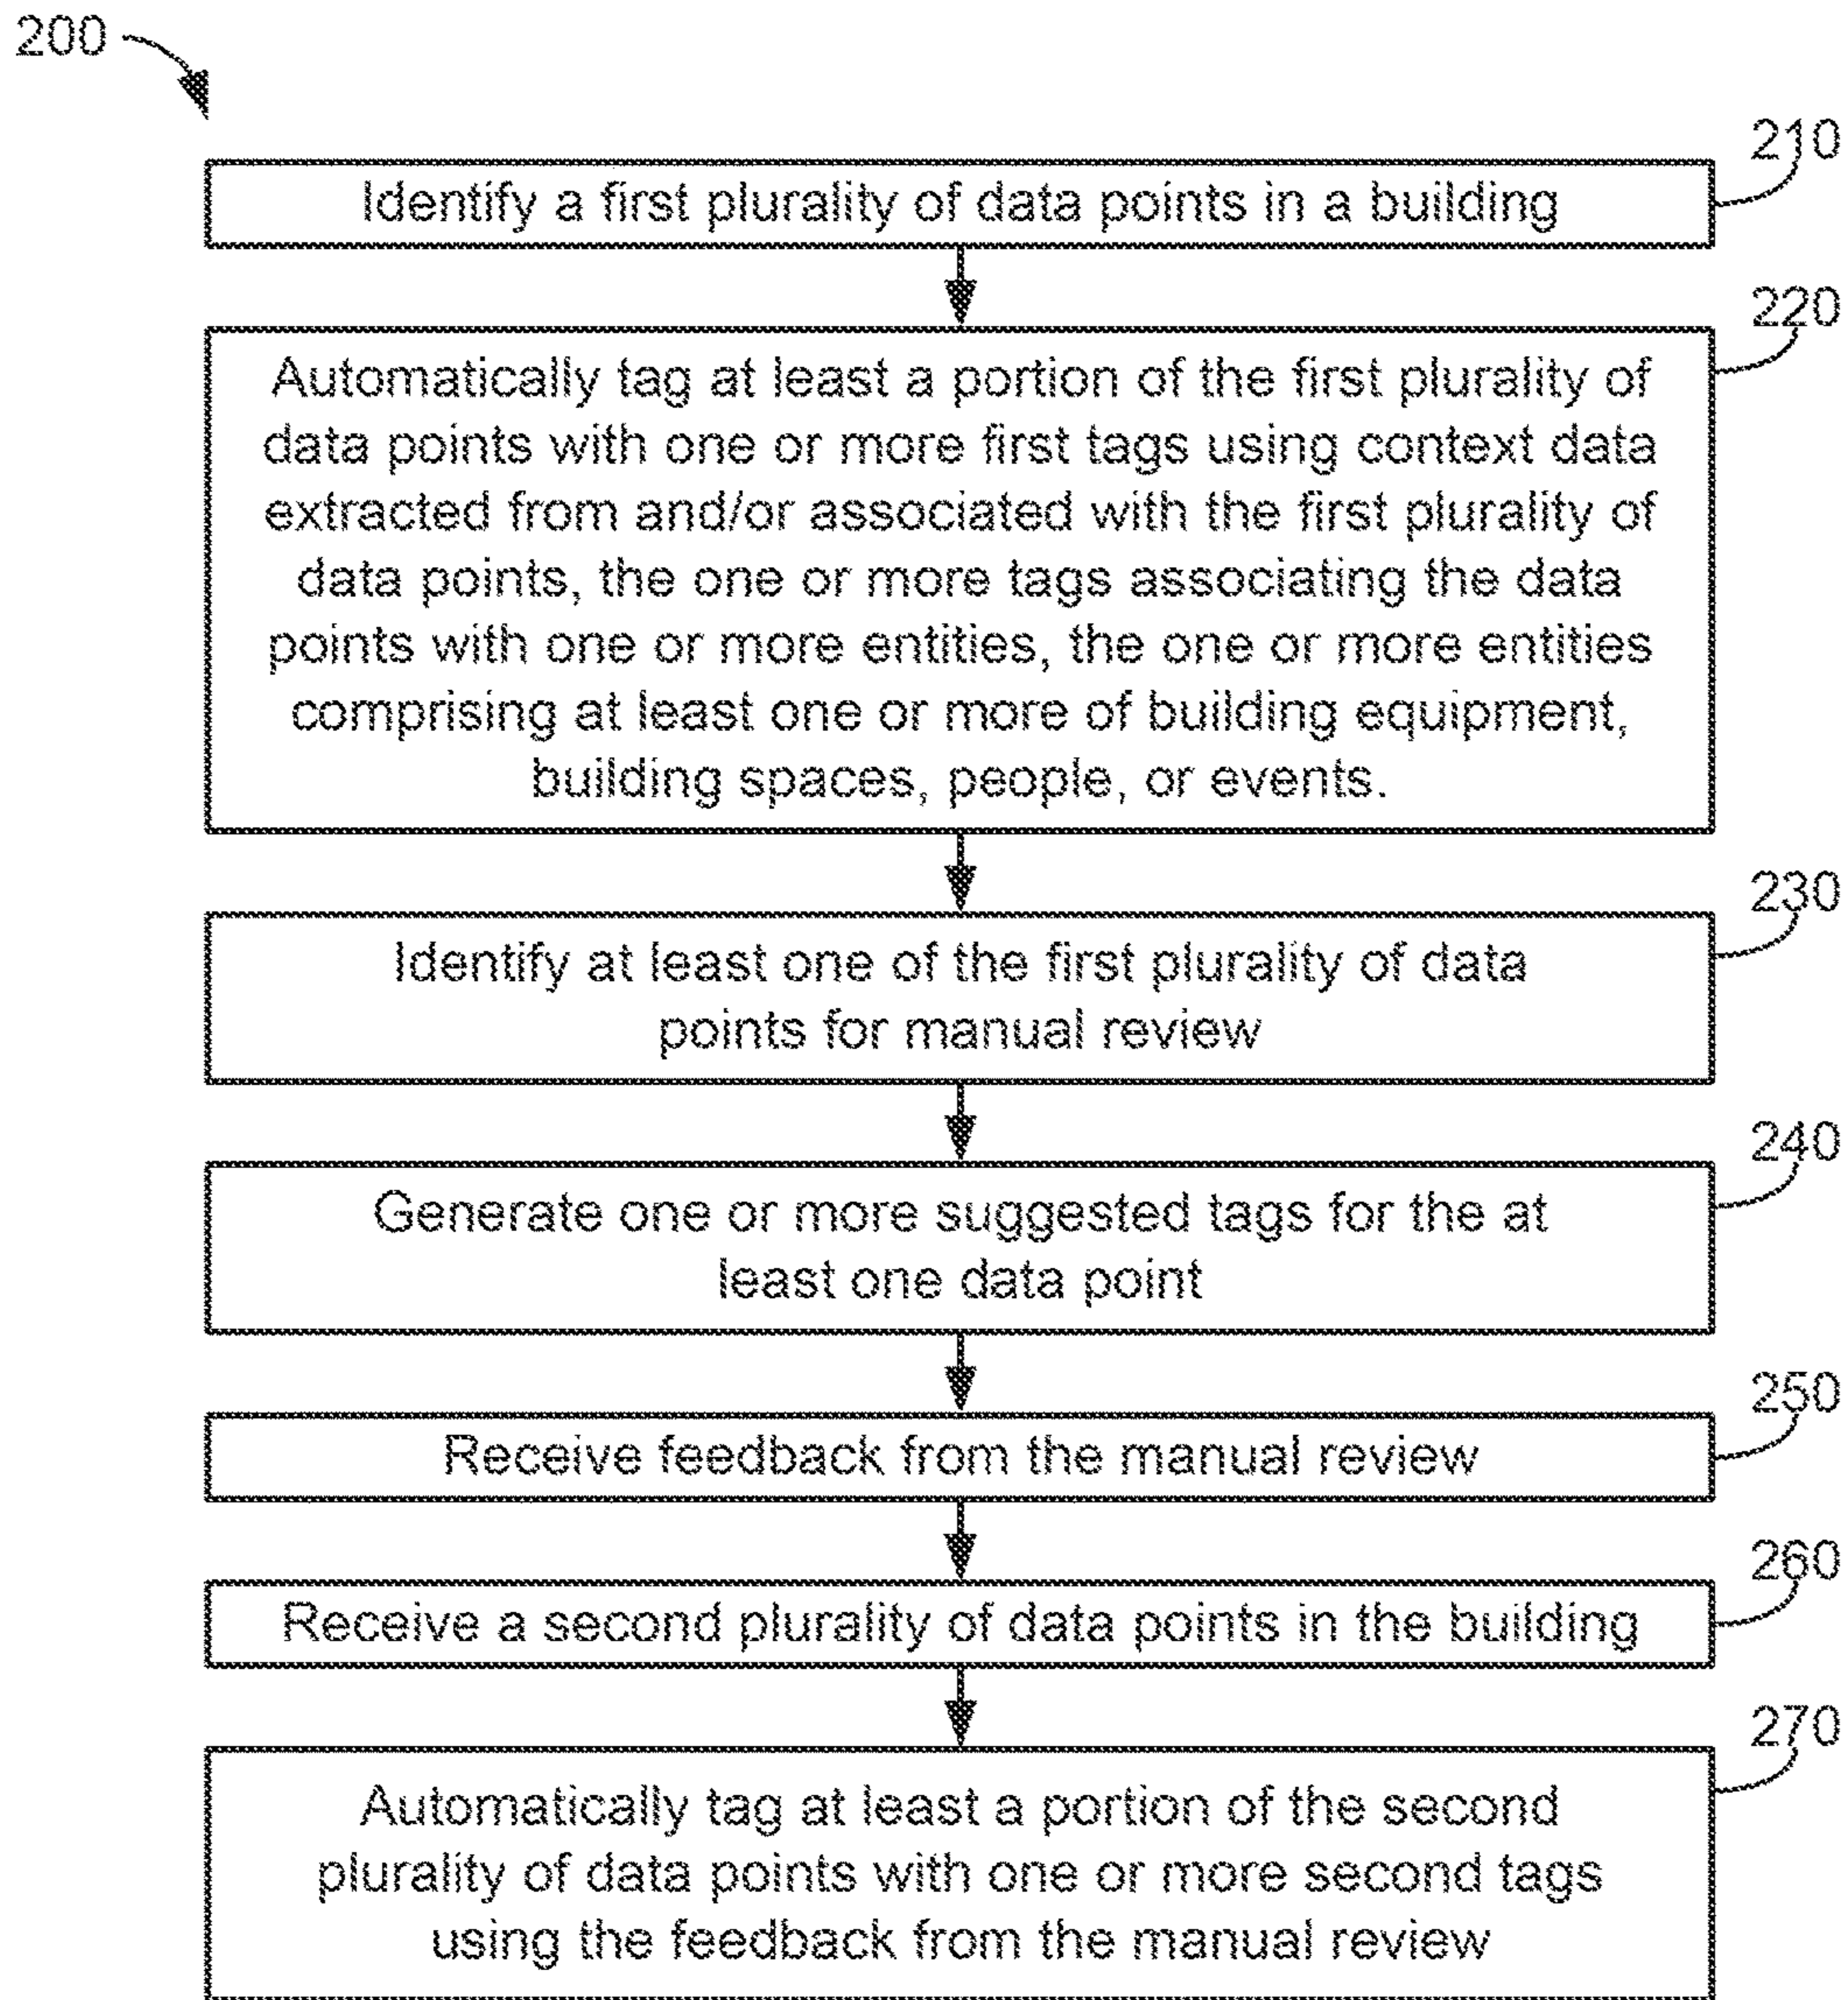 200
210
Identify a first plurality of data points in a building
220
Automatically tag at least a portion of the first plurality of
data points with one or more first tags using context data
extracted from and/or associated with the first plurality of
data points, the one or more tags associating the data
points with one or more entities, the one or more entities
comprising at least one or more of building equipment,
building spaces, people, or events.
230
Identify at least one of the first plurality of data
points for manual review
240
Generate one or more suggested tags for the at
least one data point
250
Receive feedback from the manual review
260
Receive a second plurality of data points in the building
270
Automatically tag at least a portion of the second
plurality of data points with one or more second tags
using the feedback from the manual review